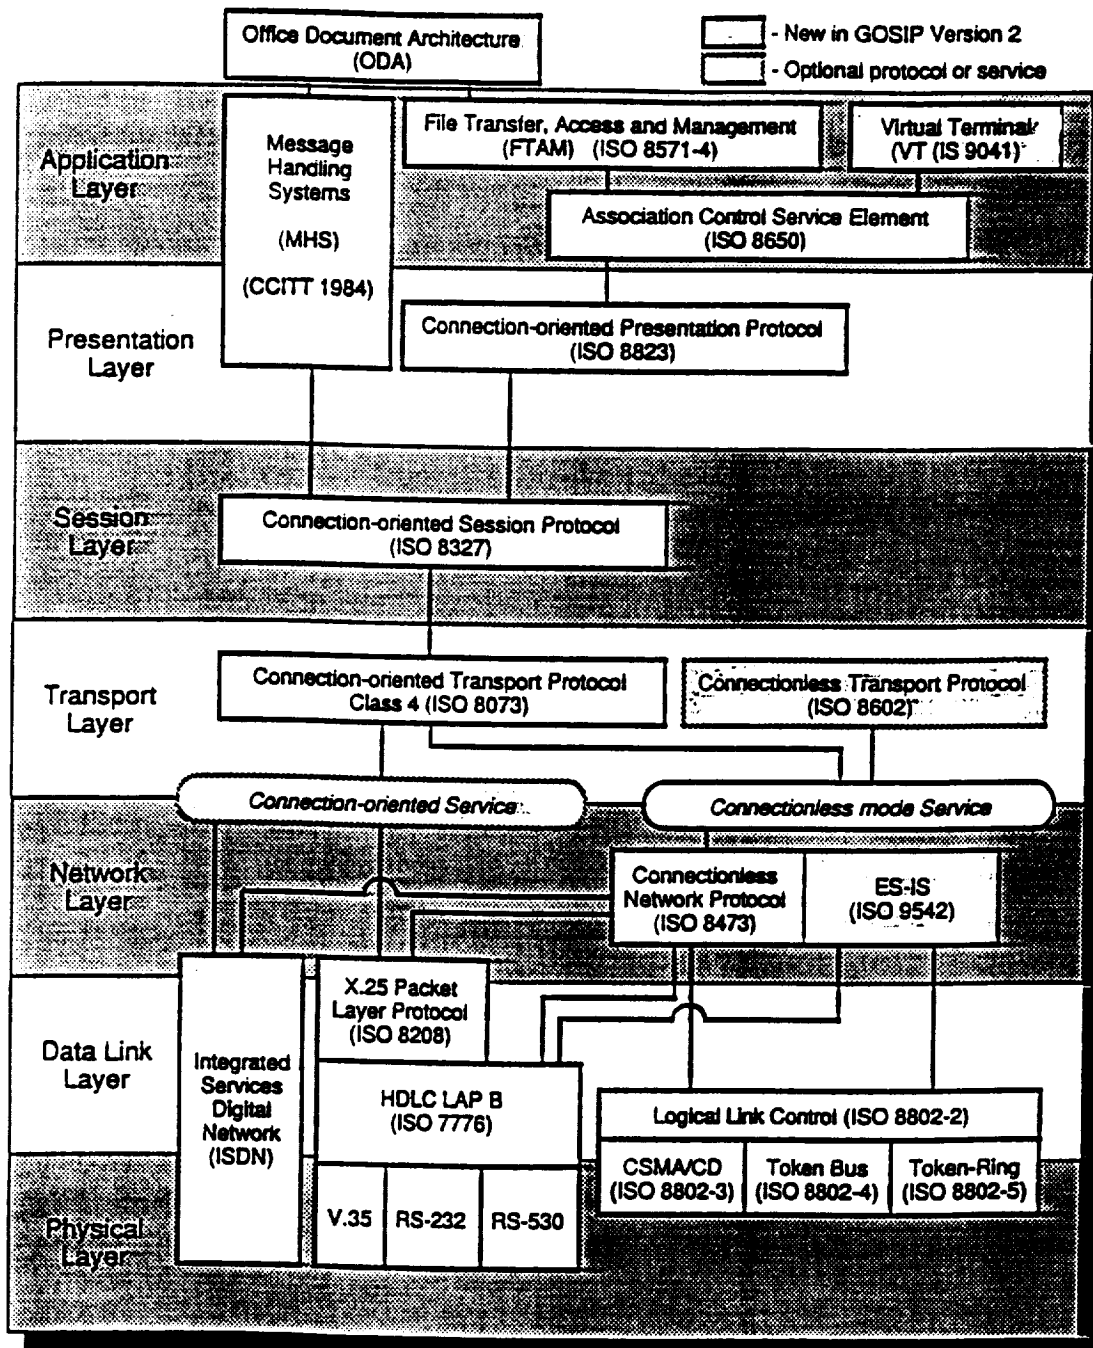 Office Document Architecture
(ODA)
- New in GOSIP Version 2
- Optional protocol or service
Application
Layer
Message
Handling
Systems
(MHS)
(CCITT 1984)
File Transfer, Access and Management
(FTAM) (ISO 8571-4)
Virtual Terminal
(VT (IS 9041)
Association Control Service Element
(ISO 8650)
Presentation
Layer
Connection-oriented Presentation Protocol
(ISO 8823)
Session
Layer
Connection-oriented Session Protocol
(ISO 8327)
Transport
Layer
Connection-oriented Transport Protocol
Class 4 (ISO 8073)
Connectionless Transport Protocol
(ISO 8602)
Connection-oriented Service
Connectionless mode Service
Network
Layer
Connectionless
Network Protocol
(ISO 8473)
ES-IS
(ISO 9542)
Data Link
Layer
Integrated
Services
Digital
Network
(ISDN)
X.25 Packet
Layer Protocol
(ISO 8208)
HDLC LAP B
(ISO 7776)
Logical Link Control (ISO 8802-2)
CSMA/CD
(ISO 8802-3)
Token Bus
(ISO 8802-4)
Token-Ring
(ISO 8802-5)
Physical
Layer
V.35
RS-232
RS-530